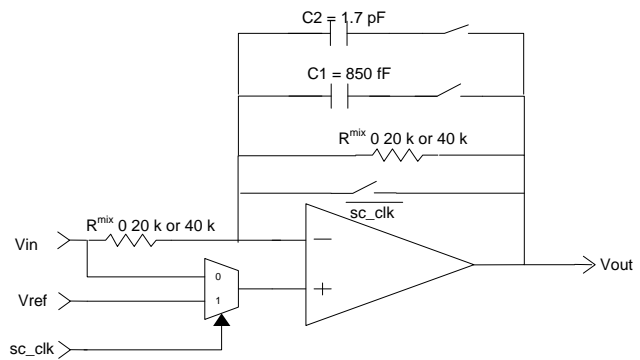 C2 = 1.7 pF
C1 = 850 fF
R^mix 0 20 k or 40 k
sc_clk
R^mix 0 20 k or 40 k
Vin
0
Vref
1
sc_clk
Vout